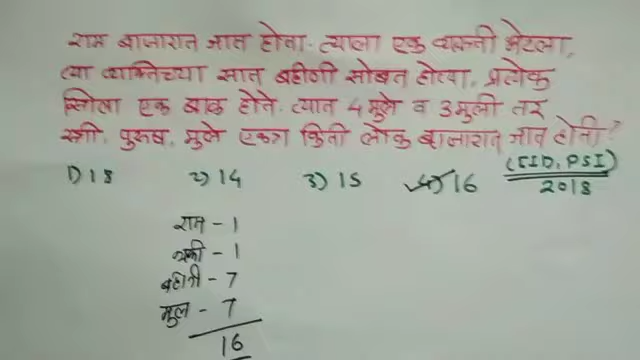 राम बाजारात जात होता. त्याला एक व्यक्ती भेटला,
त्या व्यक्तिच्या सात बहीणी सोबत होत्या. प्रत्येक
स्त्रिला एक बाळ होते. त्यात 4 मुले व 3 मुली तर
स्त्री, पुरुष, मुले एकत्र किती लोक बाजारात जात होती?
(STI, PSI)
1) 18 2) 14 3) 15 4) 16 2018
राम - 1
व्यक्ती - 1
बहीणी - 7
मुल - 7
16